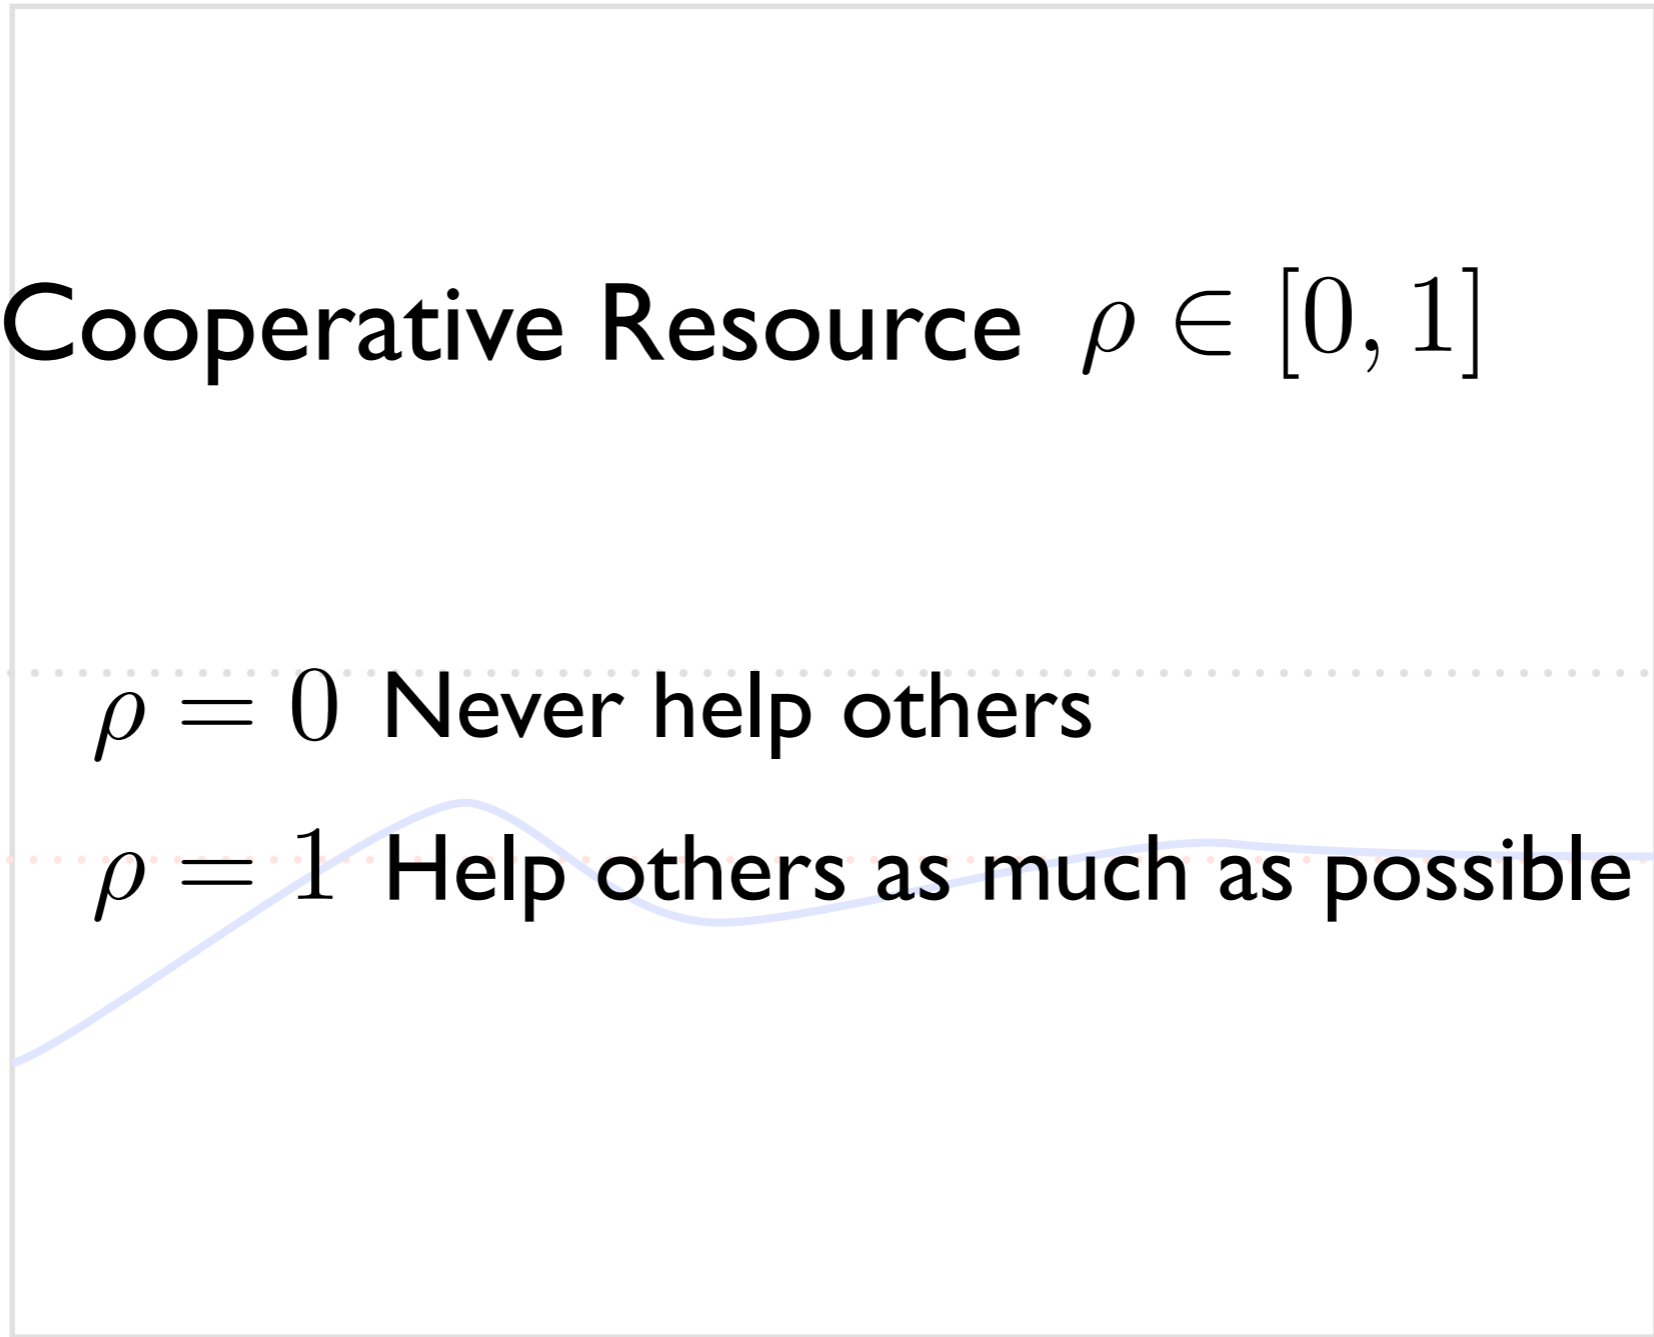 Cooperative Resource ρ ∈ [0, 1]
ρ = 0 Never help others
ρ = 1 Help others as much as possible